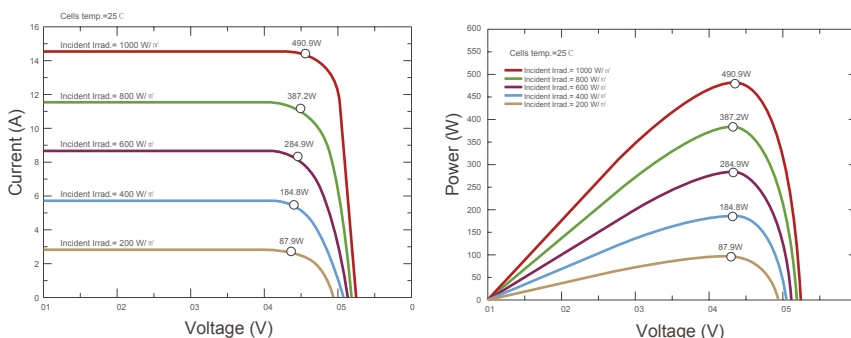 Cells temp.=25℃
16
14
12
10
8
6
4
2
0
Current (A)
Incident Irrad.= 1000 W/㎡
490.9W
Incident Irrad.= 800 W/㎡
387.2W
Incident Irrad.= 600 W/㎡
284.9W
Incident Irrad.= 400 W/㎡
184.8W
Incident Irrad.= 200 W/㎡
87.9W
01 02 03 04 05 0
Voltage (V)
600
550
500
450
400
350
300
250
200
150
100
50
0
Power (W)
Cells temp.=25℃
Incident Irrad.= 1000 W/㎡
Incident Irrad.= 800 W/㎡
Incident Irrad.= 600 W/㎡
Incident Irrad.= 400 W/㎡
Incident Irrad.= 200 W/㎡
490.9W
387.2W
284.9W
184.8W
87.9W
01 02 03 04 05
Voltage (V)